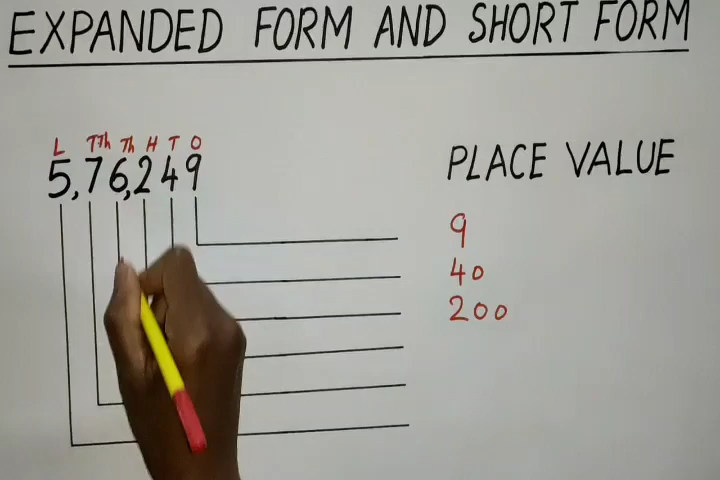 EXPANDED FORM AND SHORT FORM
L TTh Th H T O
5,76,249
PLACE VALUE
9
40
200